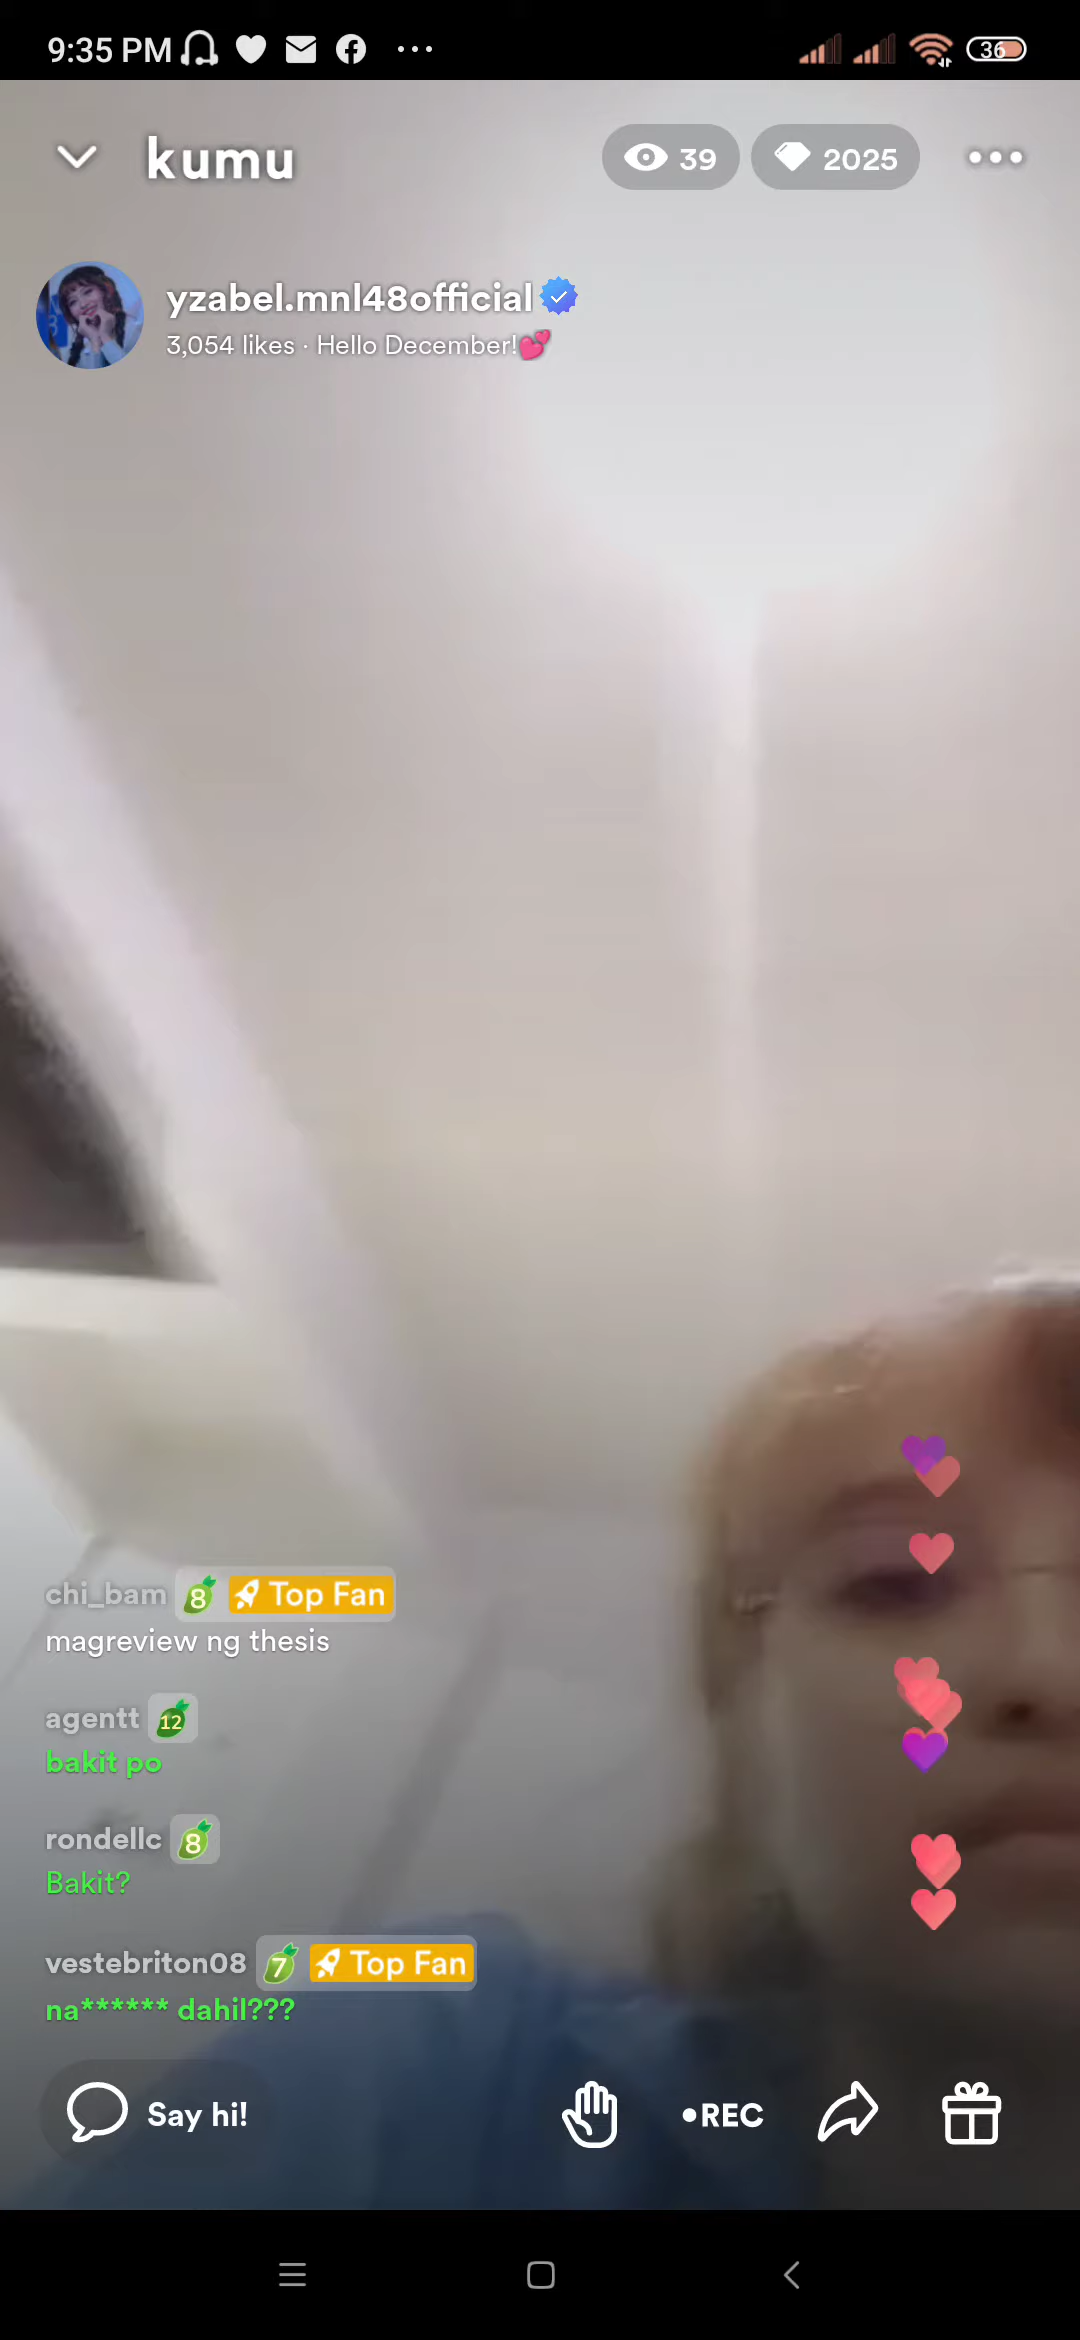 9:35 PM
36
kumu
39
2025
yzabel.mnl48official
3,054 likes · Hello December!💕
chi_bam 8 Top Fan
magreview ng thesis
agentt 12
bakit po
rondellc 8
Bakit?
vestebriton08 7 Top Fan
na****** dahil???
Say hi!
•REC